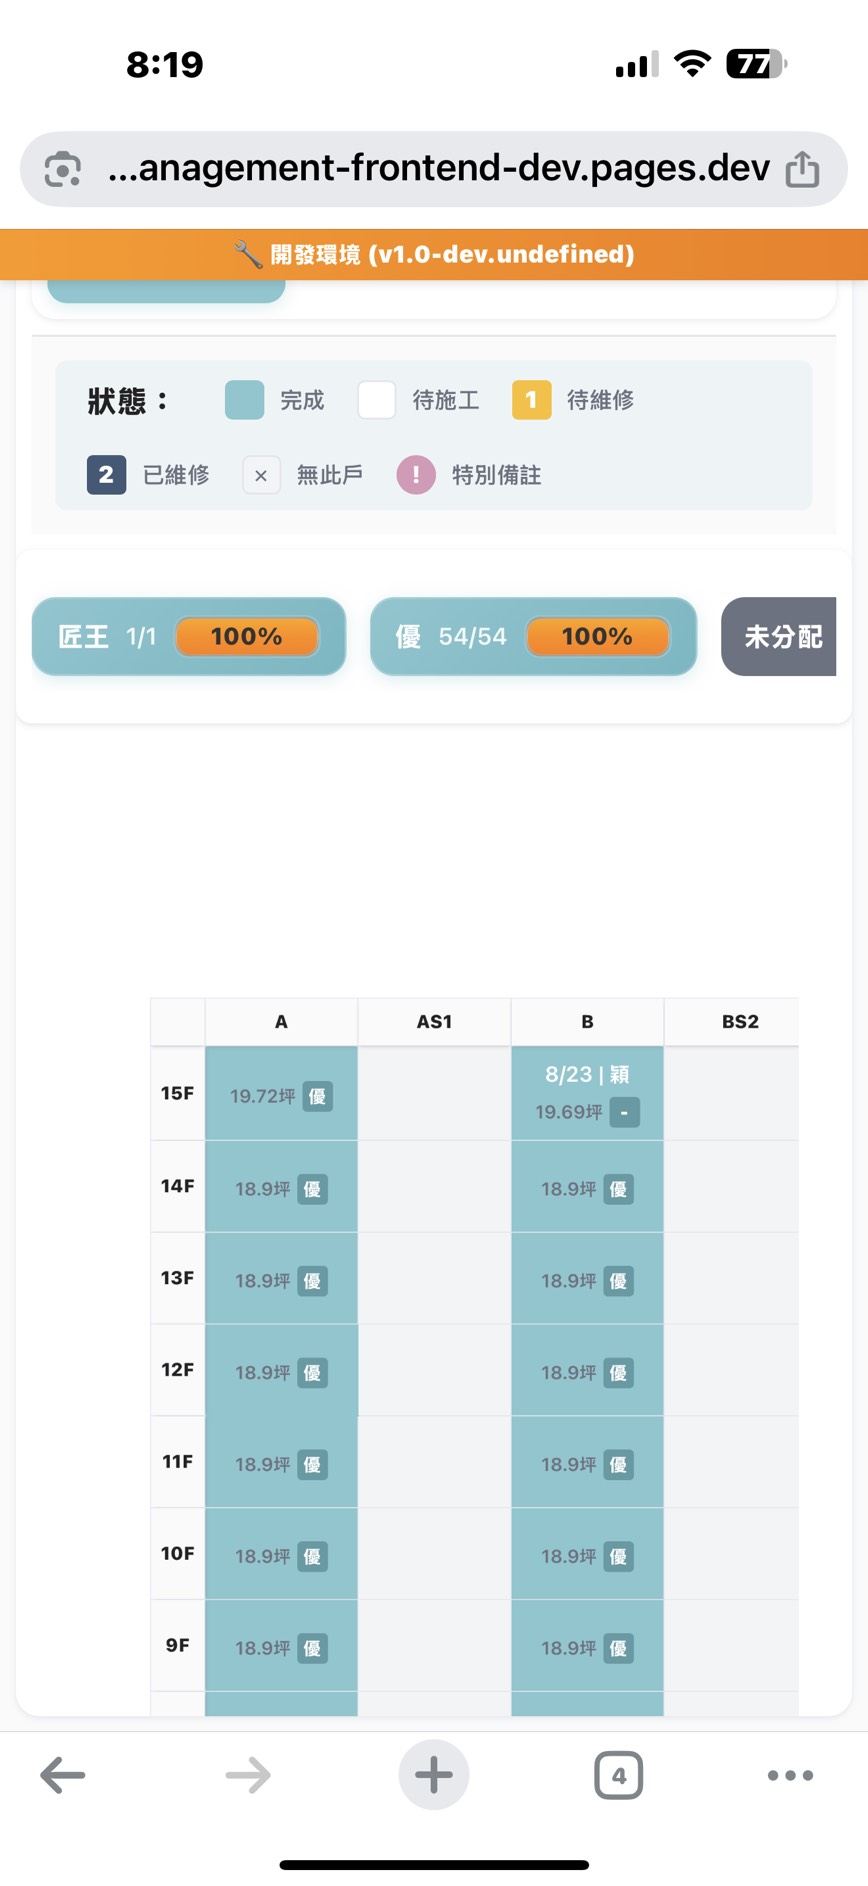 8:19
77
...anagement-frontend-dev.pages.dev
🔧 開發環境 (v1.0-dev.undefined)
狀態： 完成 待施工 1 待維修
2 已維修 × 無此戶 ! 特別備註
匠王 1/1 100% 優 54/54 100% 未分配
A AS1 B BS2
15F 19.72坪 優 8/23 | 穎
19.69坪 -
14F 18.9坪 優 18.9坪 優
13F 18.9坪 優 18.9坪 優
12F 18.9坪 優 18.9坪 優
11F 18.9坪 優 18.9坪 優
10F 18.9坪 優 18.9坪 優
9F 18.9坪 優 18.9坪 優
4